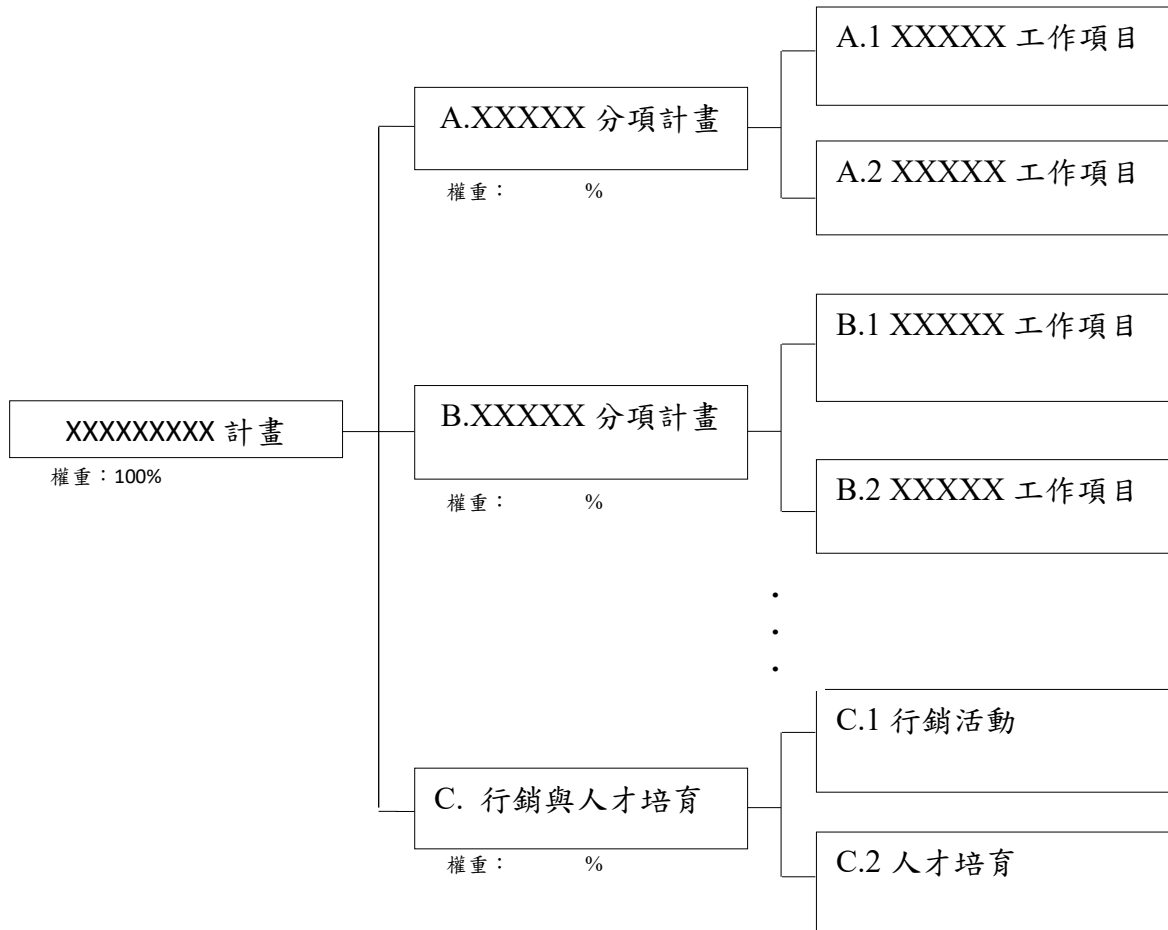 A.1 XXXXX 工作項目
A.XXXXX 分項計畫
權重： %
A.2 XXXXX 工作項目
B.1 XXXXX 工作項目
XXXXXXXXX 計畫
權重：100%
B.XXXXX 分項計畫
權重： %
B.2 XXXXX 工作項目
C.1 行銷活動
C. 行銷與人才培育
權重： %
C.2 人才培育